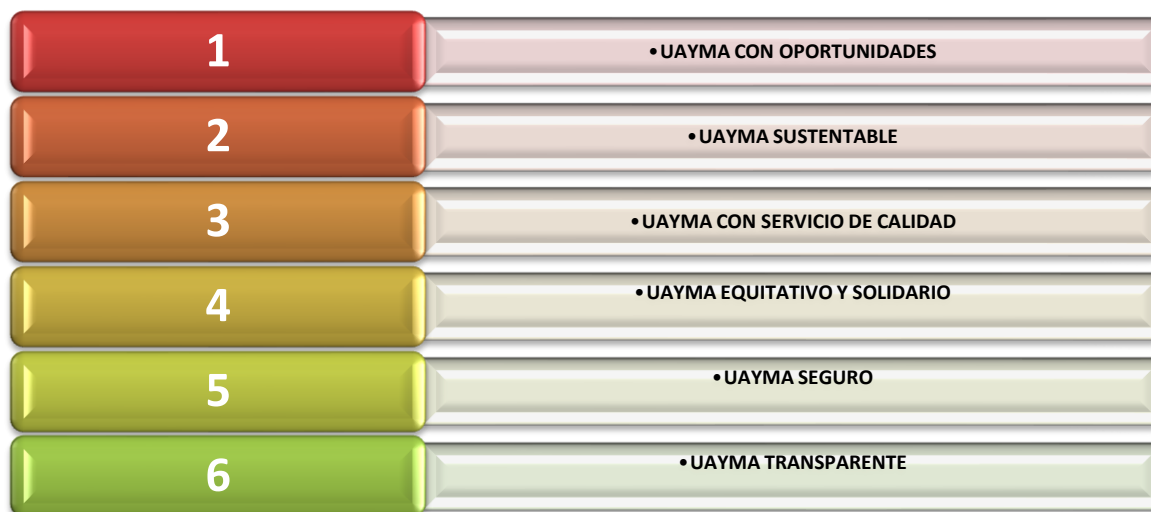 1
• UAYMA CON OPORTUNIDADES
2
• UAYMA SUSTENTABLE
3
• UAYMA CON SERVICIO DE CALIDAD
4
• UAYMA EQUITATIVO Y SOLIDARIO
5
• UAYMA SEGURO
6
• UAYMA TRANSPARENTE